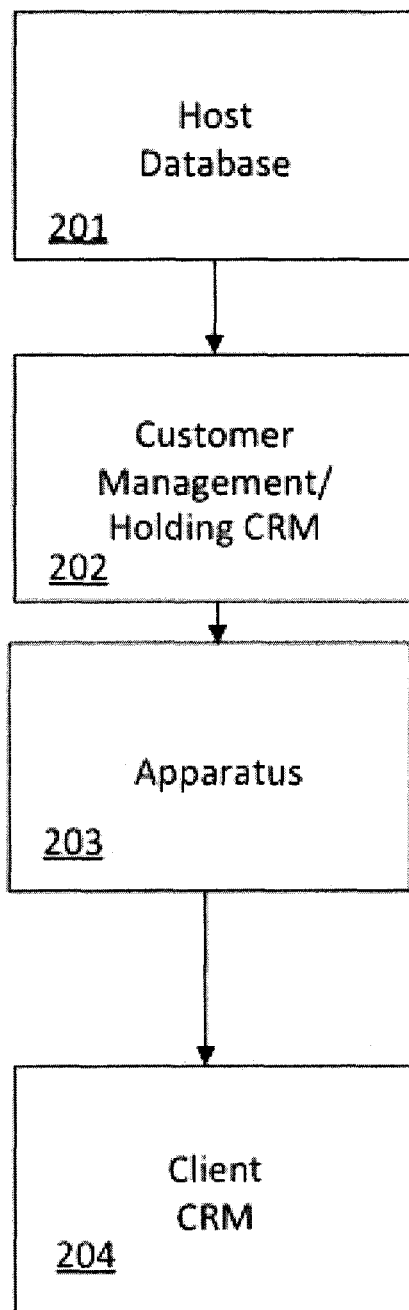 Host
Database
201
Customer
Management/
Holding CRM
202
Apparatus
203
Client
CRM
204